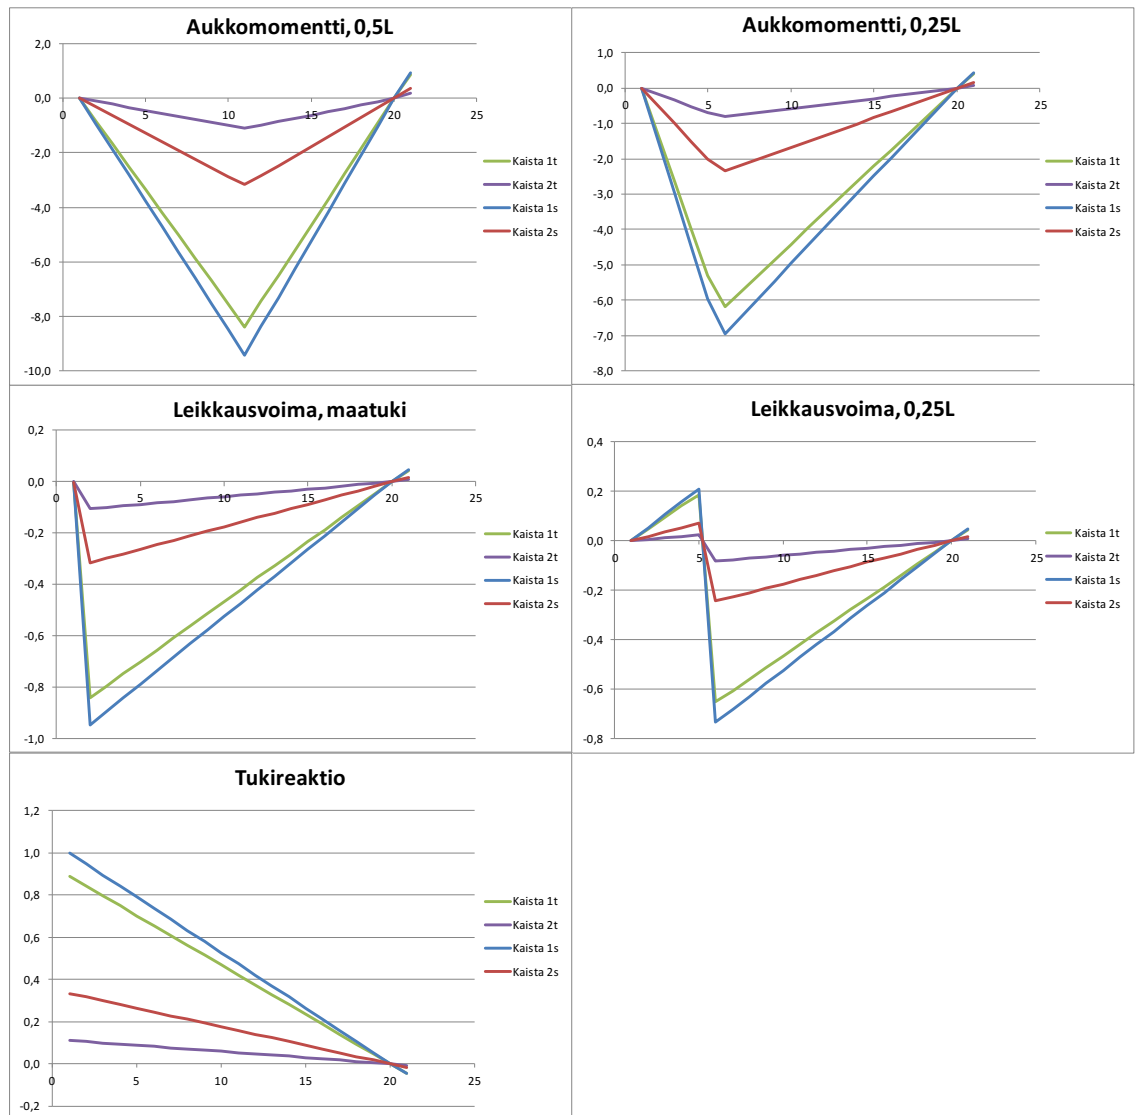 Aukkomomentti, 0,5L
2,0
0,0
-2,0
-4,0
-6,0
-8,0
-10,0
0
5
10
15
20
25
Kaista 1t
Kaista 2t
Kaista 1s
Kaista 2s
Aukkomomentti, 0,25L
1,0
0,0
-1,0
-2,0
-3,0
-4,0
-5,0
-6,0
-7,0
-8,0
0
5
10
15
20
25
Kaista 1t
Kaista 2t
Kaista 1s
Kaista 2s
Leikkausvoima, maatuki
0,2
0,0
-0,2
-0,4
-0,6
-0,8
-1,0
0
5
10
15
20
25
Kaista 1t
Kaista 2t
Kaista 1s
Kaista 2s
Leikkausvoima, 0,25L
0,4
0,2
0,0
-0,2
-0,4
-0,6
-0,8
0
5
10
15
20
25
Kaista 1t
Kaista 2t
Kaista 1s
Kaista 2s
Tukireaktio
1,2
1,0
0,8
0,6
0,4
0,2
0,0
-0,2
0
5
10
15
20
25
Kaista 1t
Kaista 2t
Kaista 1s
Kaista 2s